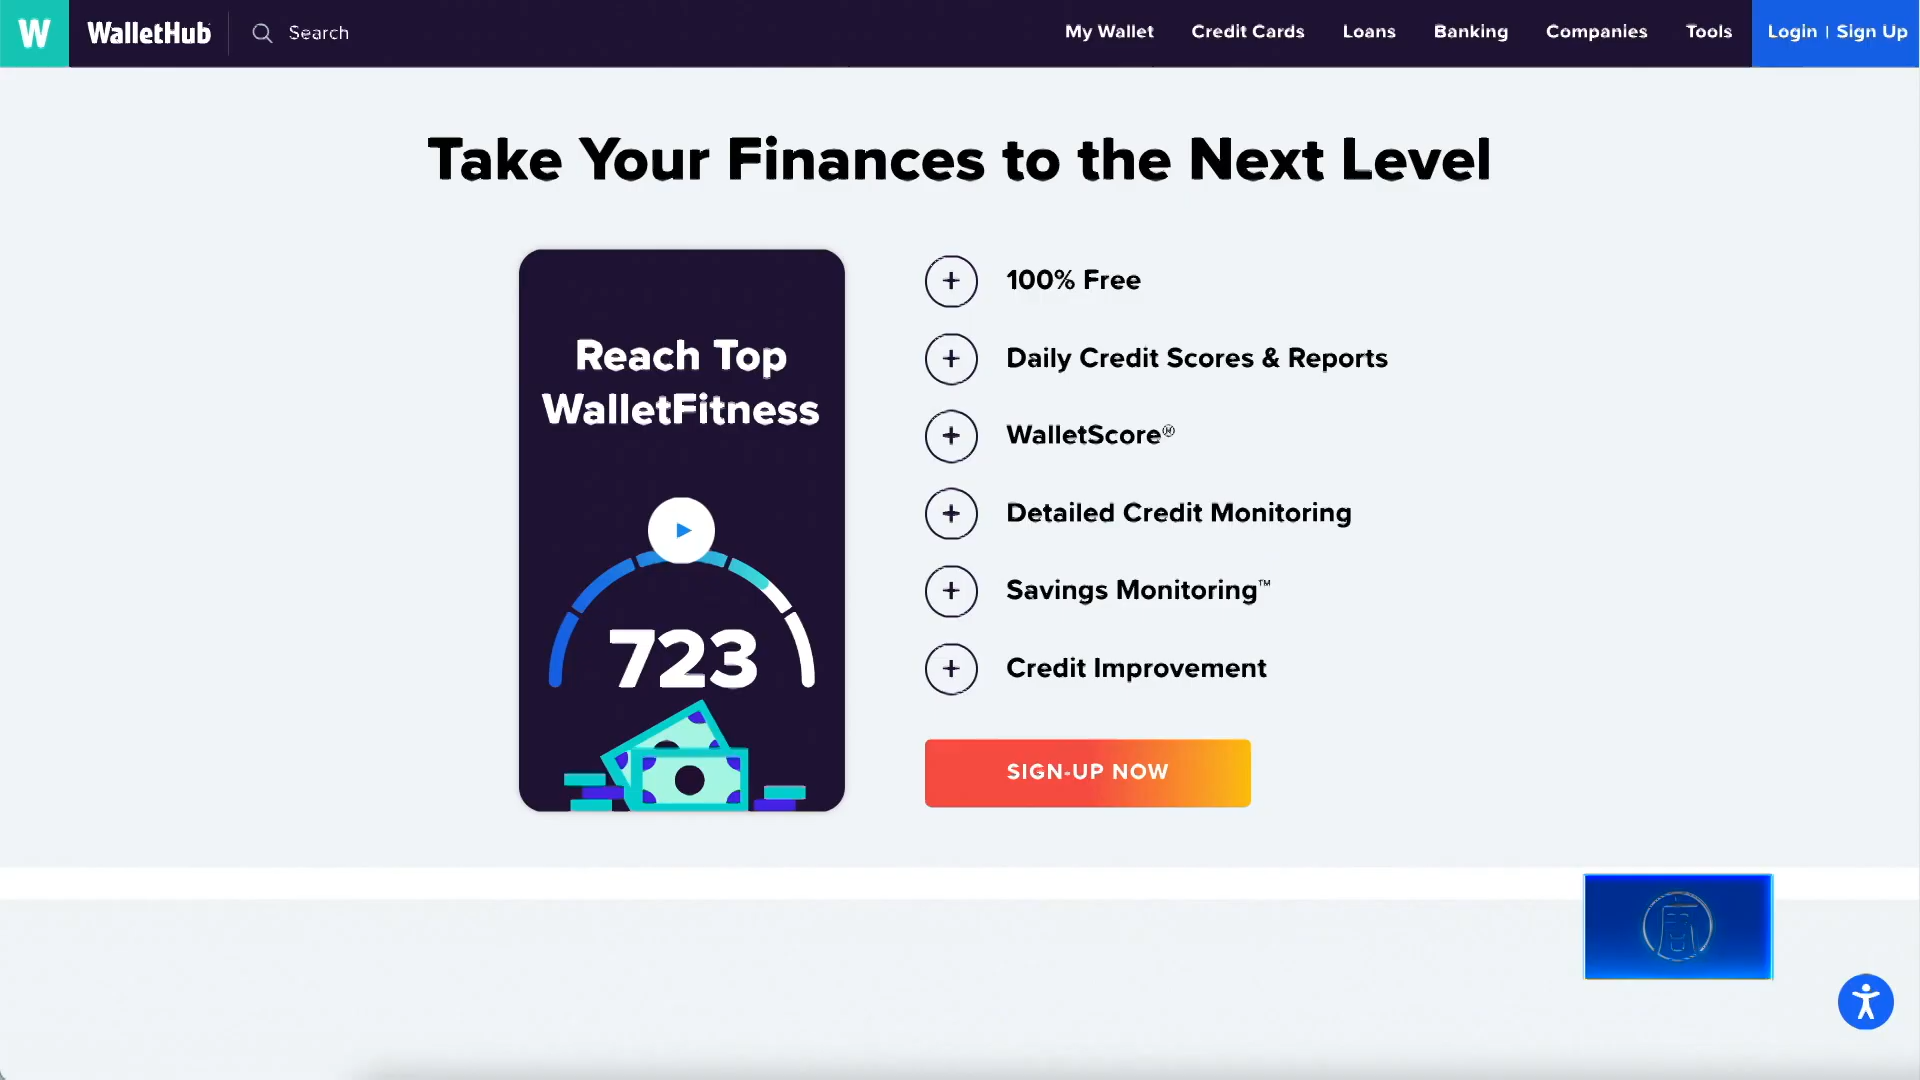 W WalletHub Search My Wallet Credit Cards Loans Banking Companies Tools Login | Sign Up
Take Your Finances to the Next Level
Reach Top
WalletFitness
723
100% Free
Daily Credit Scores & Reports
WalletScore®
Detailed Credit Monitoring
Savings Monitoring™
Credit Improvement
SIGN-UP NOW